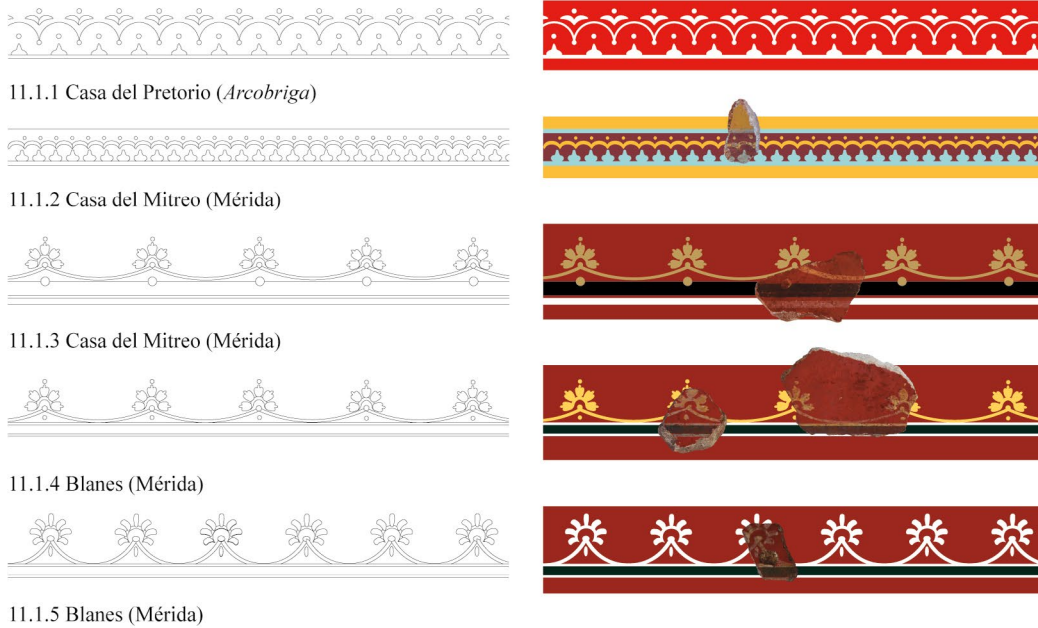 11.1.1 Casa del Pretorio (Arcobriga)
11.1.2 Casa del Mitreo (Mérida)
11.1.3 Casa del Mitreo (Mérida)
11.1.4 Blanes (Mérida)
11.1.5 Blanes (Mérida)